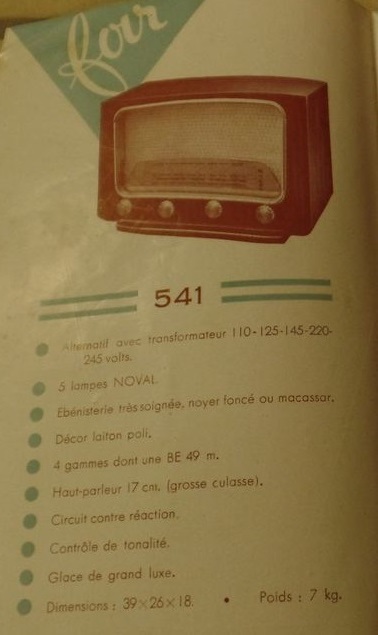 foir
541
Alternatif avec transformateur 110-125-145-220-
245 volts.
5 lampes NOVAL
Ebénisterie très soignée, noyer foncé ou macassar.
Décor laiton poli.
4 gammes dont une BE 49 m.
Haut-parleur 17 cm. (grosse culasse).
Circuit contre réaction.
Contrôle de tonalité.
Glace de grand luxe.
Dimensions : 39×26×18. • Poids : 7 kg.